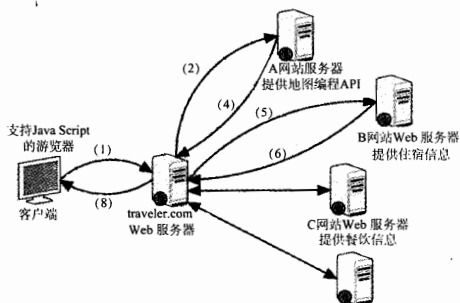 (2)
A网站服务器
提供地图编程API
(4)
(5)
支持Java Script
的游览器
(1)
(6)
B网站Web 服务器
提供住宿信息
(8)
客户端
traveler.com
Web 服务器
C网站Web 服务器
提供餐饮信息